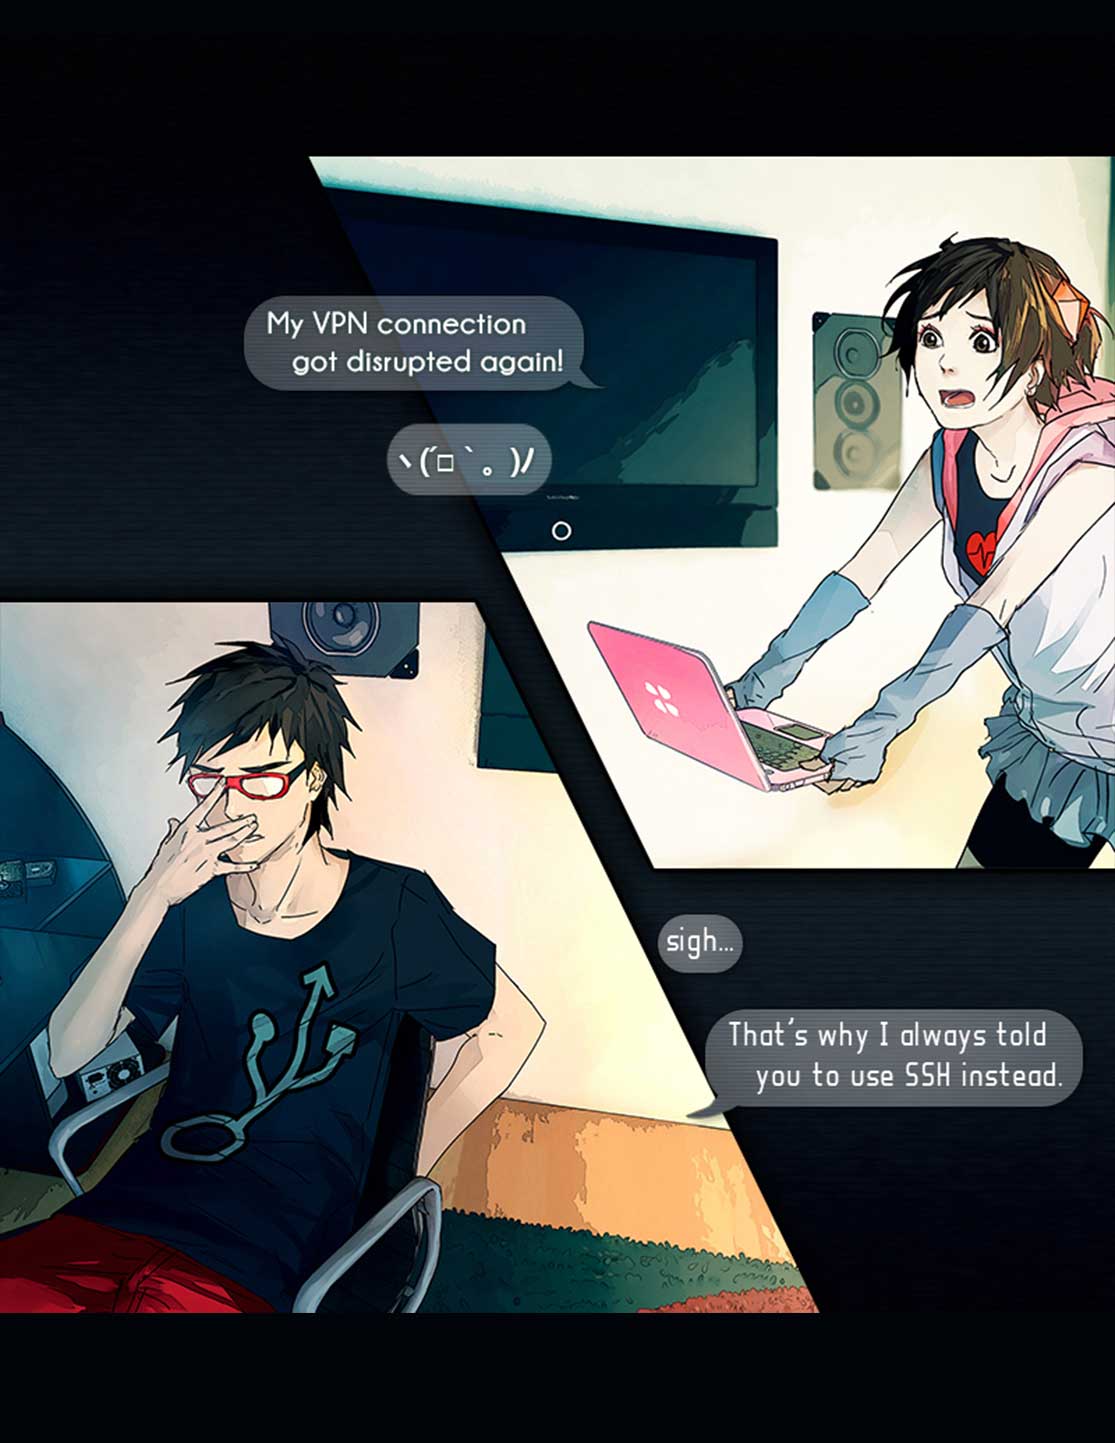 My VPN connection
got disrupted again!
ヽ(´□｀。)ﾉ
sigh...
That's why I always told
you to use SSH instead.